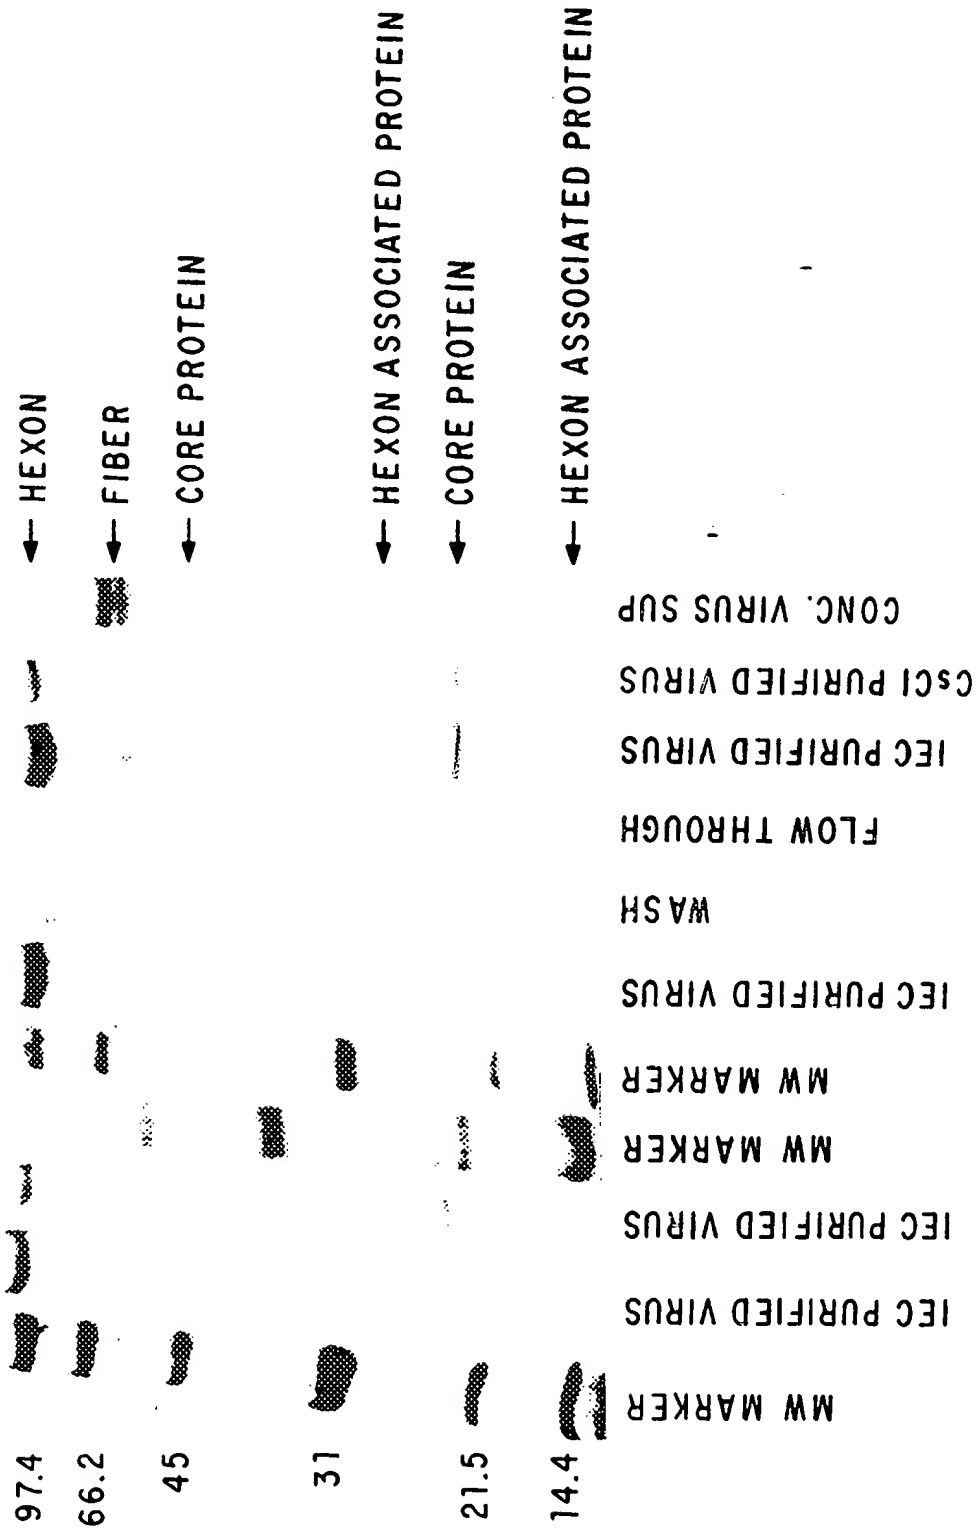 97.4
66.2
45
31
21.5
14.4
← HEXON
← FIBER
← CORE PROTEIN
← HEXON ASSOCIATED PROTEIN
← CORE PROTEIN
← HEXON ASSOCIATED PROTEIN
MW MARKER
IEC PURIFIED VIRUS
IEC PURIFIED VIRUS
MW MARKER
MW MARKER
IEC PURIFIED VIRUS
WASH
FLOW THROUGH
IEC PURIFIED VIRUS
CsCl PURIFIED VIRUS
CONC. VIRUS SUP